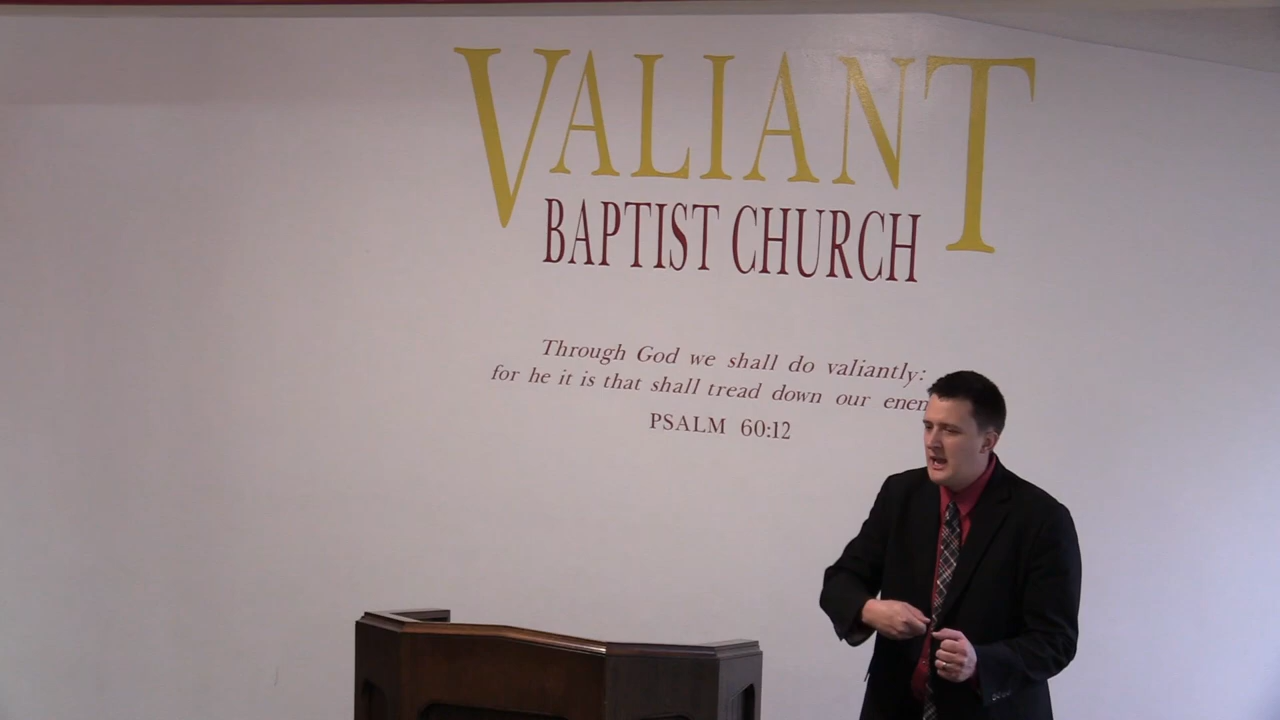 VALIANT
BAPTIST CHURCH
Through God we shall do valiantly:
for he it is that shall tread down our
PSALM 60:12